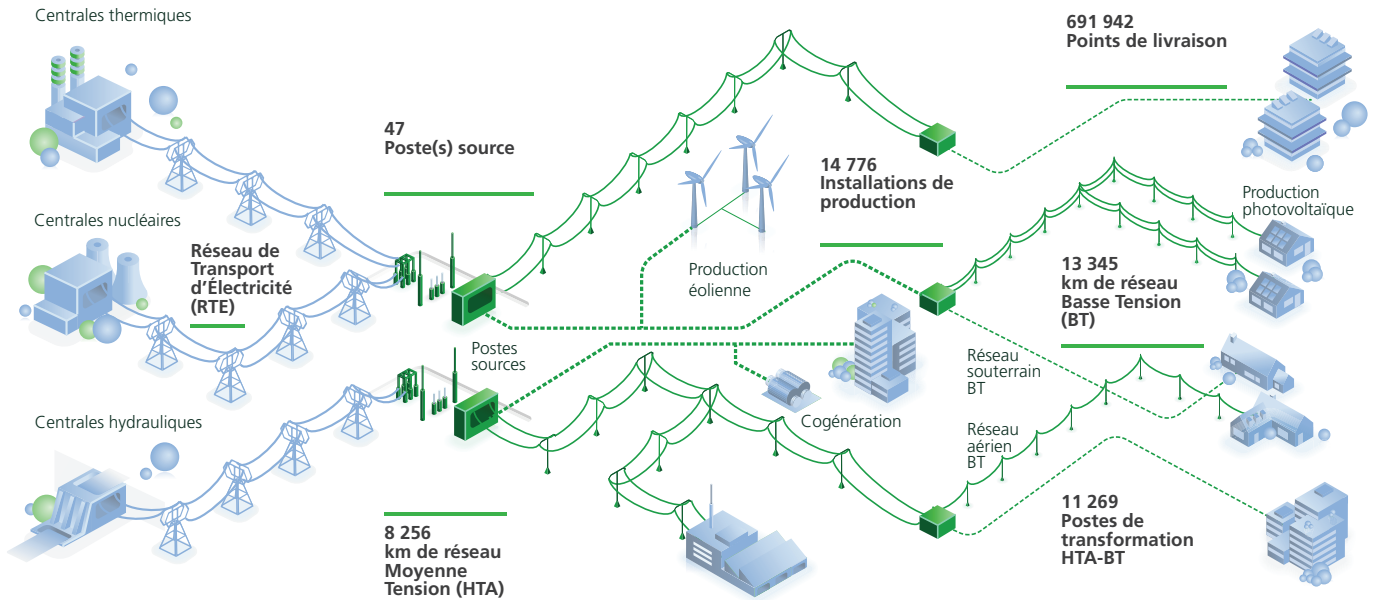 Centrales thermiques
691 942
Points de livraison
47
Poste(s) source
14 776
Installations de
production
Production
photovoltaïque
Centrales nucléaires
Réseau de
Transport
d'Électricité
(RTE)
Production
éolienne
13 345
km de réseau
Basse Tension
(BT)
Postes
sources
Réseau
souterrain
BT
Centrales hydrauliques
Cogénération
Réseau
aérien
BT
8 256
km de réseau
Moyenne
Tension (HTA)
11 269
Postes de
transformation
HTA-BT